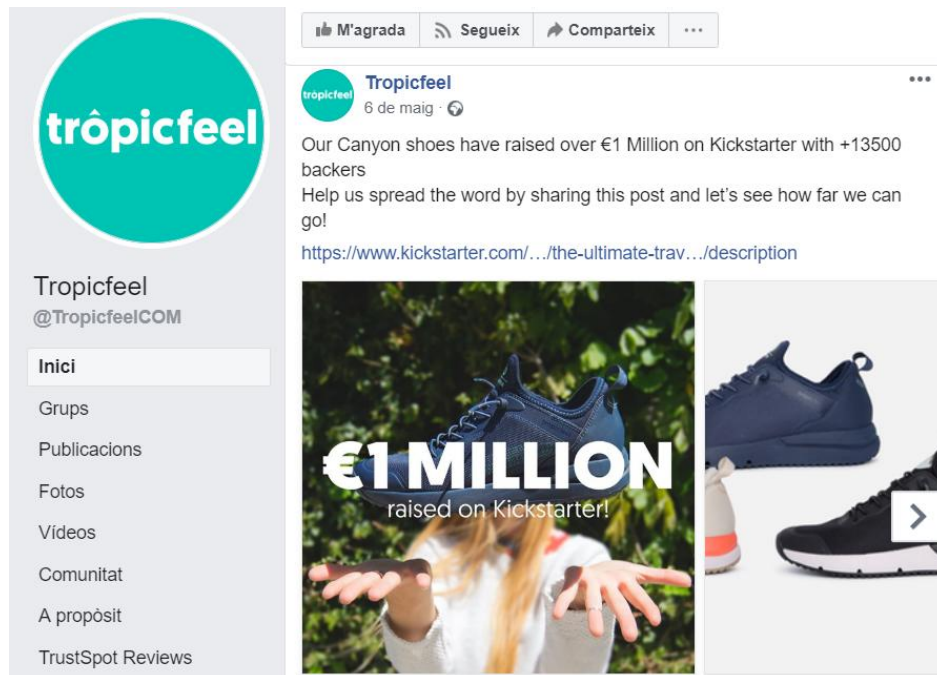 trôpicfeel
Tropicfeel
@TropicfeelCOM
Inici
Grups
Publicacions
Fotos
Vídeos
Comunitat
A propòsit
TrustSpot Reviews
M'agrada
Segueix
Comparteix
...
trôpicfeel
Tropicfeel
6 de maig ·
Our Canyon shoes have raised over €1 Million on Kickstarter with +13500
backers
Help us spread the word by sharing this post and let's see how far we can
go!
https://www.kickstarter.com/…/the-ultimate-trav…/description
€1 MILLION
raised on Kickstarter!